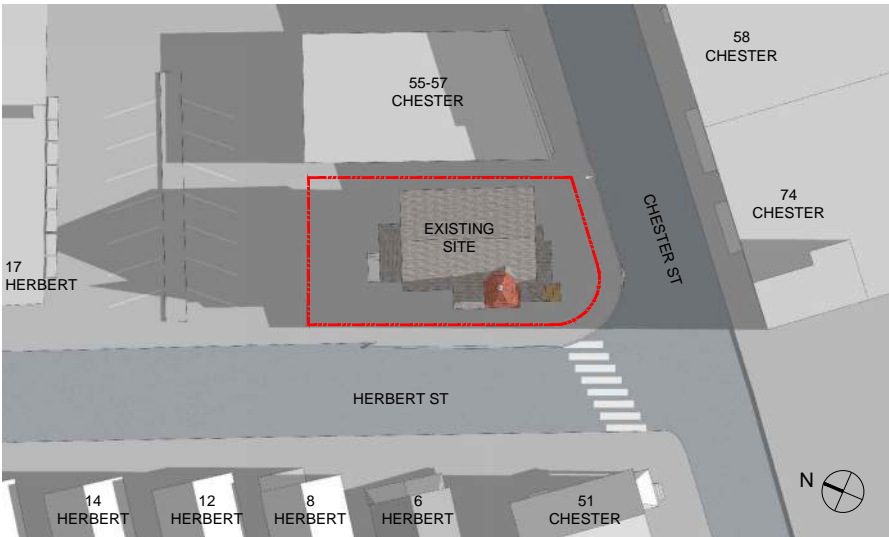 58
CHESTER
55-57
CHESTER
74
CHESTER
CHESTER ST
EXISTING
SITE
17
HERBERT
HERBERT ST
N
14
HERBERT
12
HERBERT
8
HERBERT
6
HERBERT
51
CHESTER